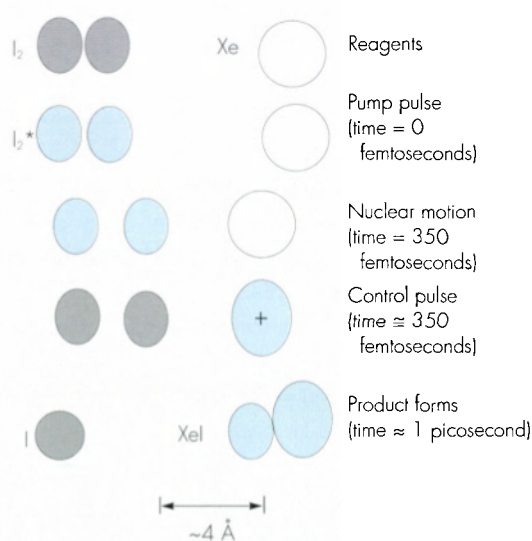 I₂ Xe Reagents
I₂* Pump pulse
(time = 0
femtoseconds)
Nuclear motion
(time = 350
femtoseconds)
Control pulse
+ (time ≅ 350
femtoseconds)
Product forms
I XeI (time ≈ 1 picosecond)
~4 Å